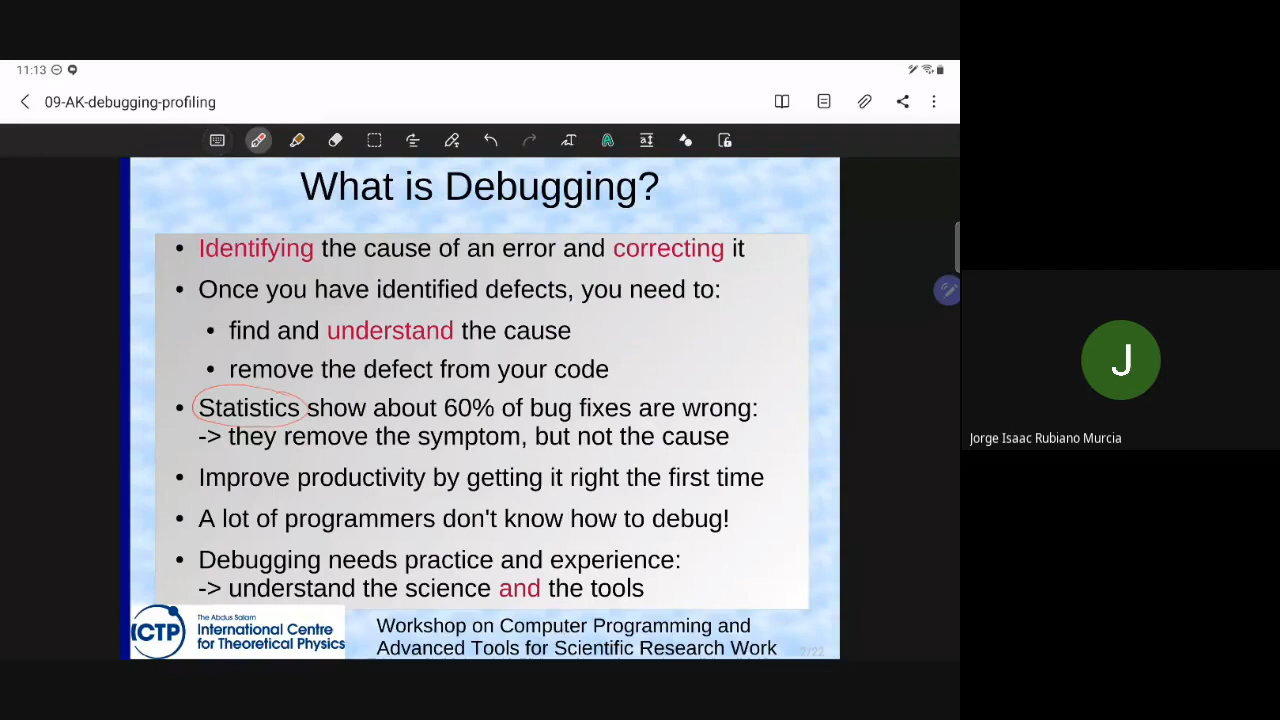 11:13
09-AK-debugging-profiling
What is Debugging?
• Identifying the cause of an error and correcting it
• Once you have identified defects, you need to:
• find and understand the cause
• remove the defect from your code
• Statistics show about 60% of bug fixes are wrong:
-> they remove the symptom, but not the cause
• Improve productivity by getting it right the first time
• A lot of programmers don't know how to debug!
• Debugging needs practice and experience:
-> understand the science and the tools
ICTP
The Abdus Salam
International Centre
for Theoretical Physics
Workshop on Computer Programming and
Advanced Tools for Scientific Research Work
J
Jorge Isaac Rubiano Murcia